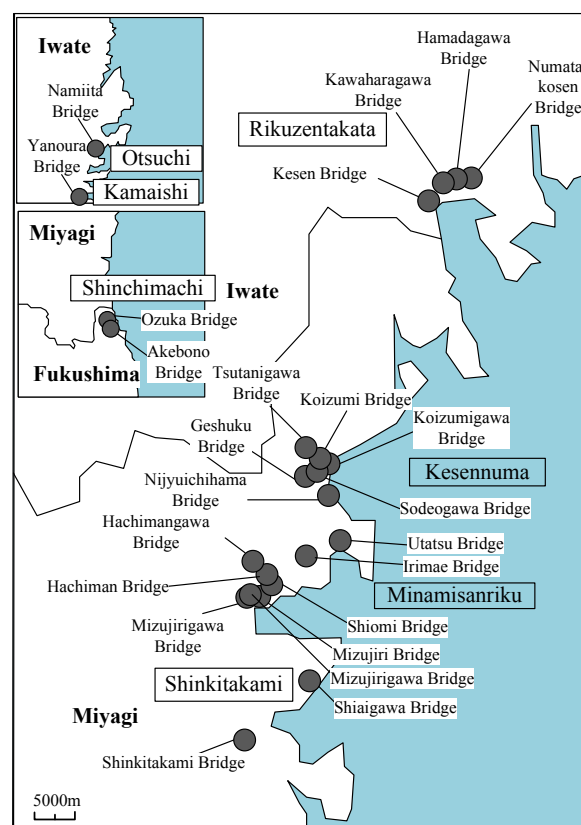 Iwate
Namiita
Bridge
Yanoura
Bridge
Otsuchi
Kamaishi
Miyagi
Shinchimachi
Ozuka Bridge
Akebono
Bridge
Fukushima
Hamadagawa
Bridge
Kawaharagawa
Bridge
Numata
kosen
Bridge
Rikuzentakata
Kesen Bridge
Iwate
Tsutanigawa
Bridge
Koizumi Bridge
Geshuku
Bridge
Koizumigawa
Bridge
Kesennuma
Nijyuichihama
Bridge
Sodeogawa Bridge
Hachimangawa
Bridge
Utatsu Bridge
Irimae Bridge
Hachiman Bridge
Minamisanriku
Shiomi Bridge
Mizujirigawa
Bridge
Mizujiri Bridge
Mizujirigawa Bridge
Shinkitakami
Shiaigawa Bridge
Miyagi
Shinkitakami Bridge
5000m